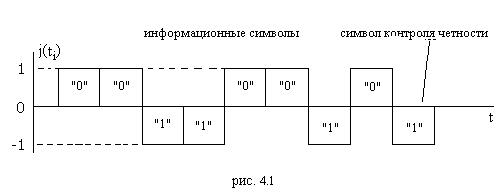 информационные символы
символ контроля четности
j(ti)
1
"0" "0" "0" "0" "0"
0
t
"1" "1" "1" "1"
-1
рис. 4.1